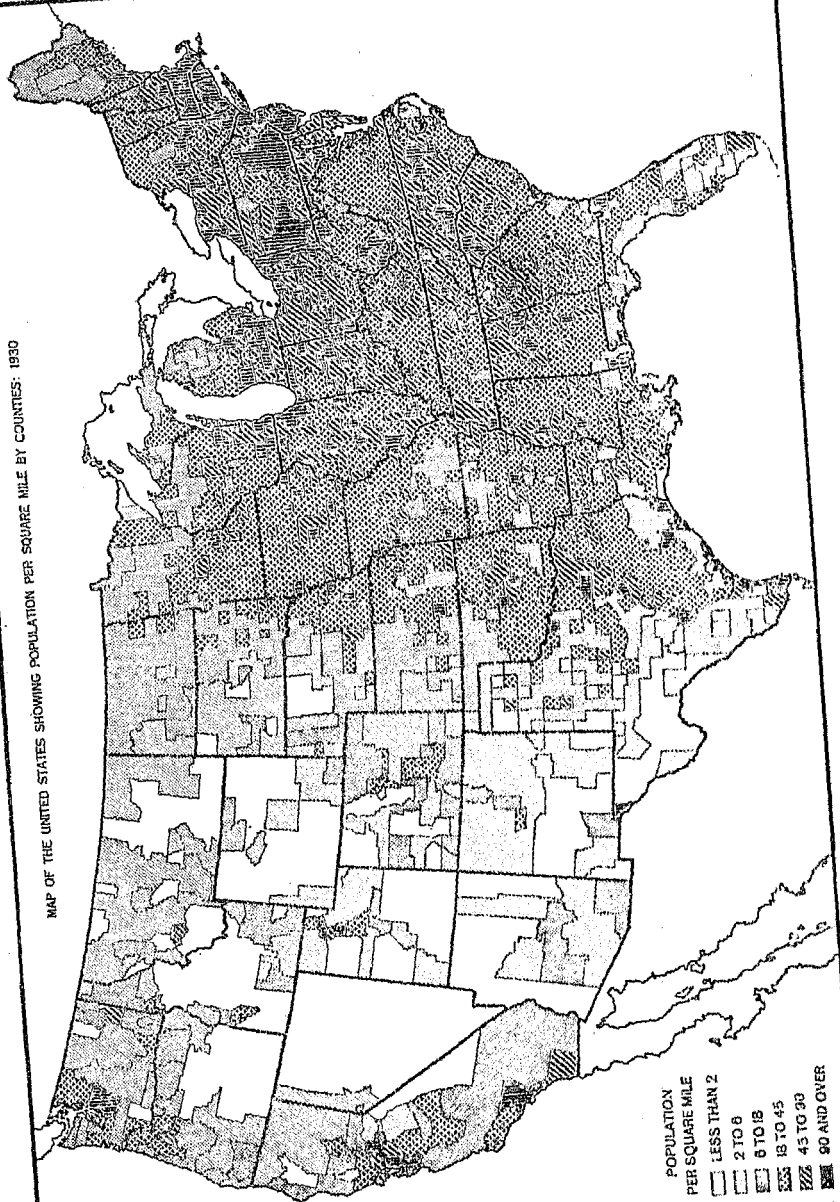 MAP OF THE UNITED STATES SHOWING POPULATION PER SQUARE MILE BY COUNTIES: 1930
POPULATION
PER SQUARE MILE
LESS THAN 2
2 TO 6
6 TO 18
18 TO 45
45 TO 90
90 AND OVER